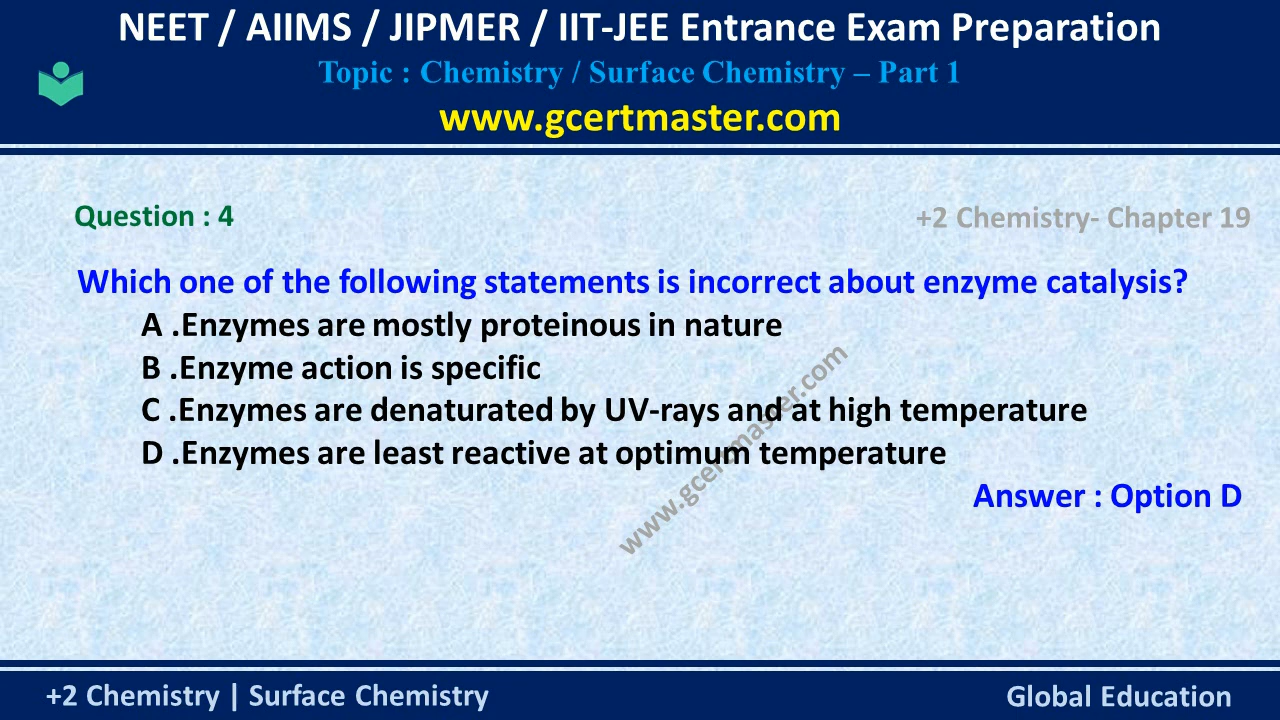 NEET / AIIMS / JIPMER / IIT-JEE Entrance Exam Preparation
Topic : Chemistry / Surface Chemistry – Part 1
www.gcertmaster.com
Question : 4
+2 Chemistry- Chapter 19
Which one of the following statements is incorrect about enzyme catalysis?
A .Enzymes are mostly proteinous in nature
B .Enzyme action is specific
C .Enzymes are denaturated by UV-rays and at high temperature
D .Enzymes are least reactive at optimum temperature
Answer : Option D
www.gcertmaster.com
+2 Chemistry | Surface Chemistry
Global Education